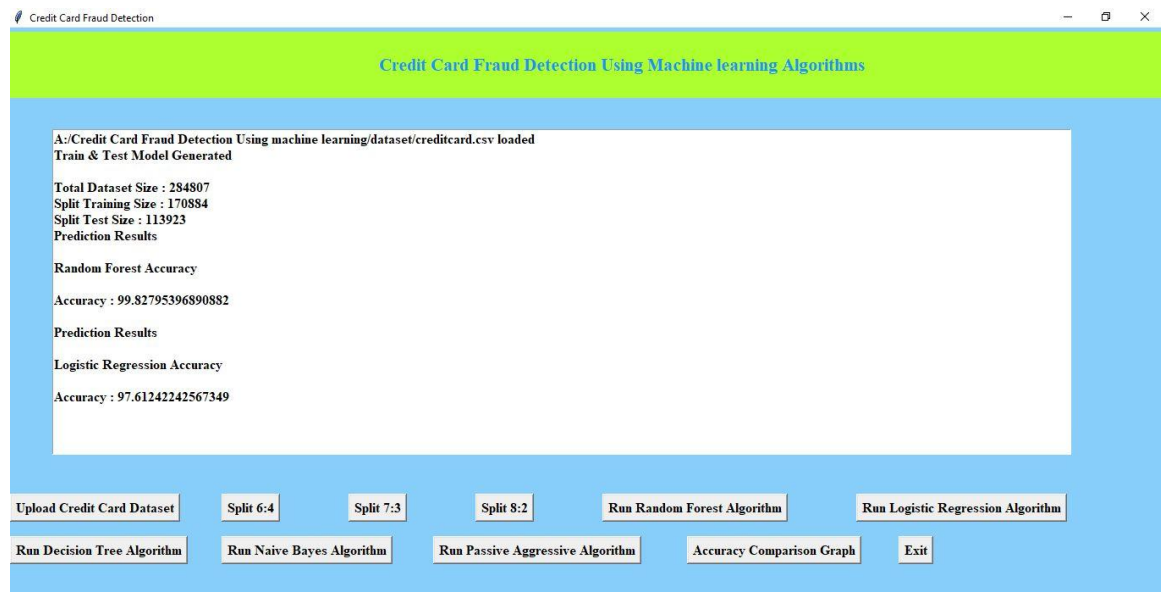 Credit Card Fraud Detection
Credit Card Fraud Detection Using Machine learning Algorithms
A:/Credit Card Fraud Detection Using machine learning/dataset/creditcard.csv loaded
Train & Test Model Generated
Total Dataset Size : 284807
Split Training Size : 170884
Split Test Size : 113923
Prediction Results
Random Forest Accuracy
Accuracy : 99.82795396890882
Prediction Results
Logistic Regression Accuracy
Accuracy : 97.61242242567349
Upload Credit Card Dataset Split 6:4 Split 7:3 Split 8:2 Run Random Forest Algorithm Run Logistic Regression Algorithm
Run Decision Tree Algorithm Run Naive Bayes Algorithm Run Passive Aggressive Algorithm Accuracy Comparison Graph Exit